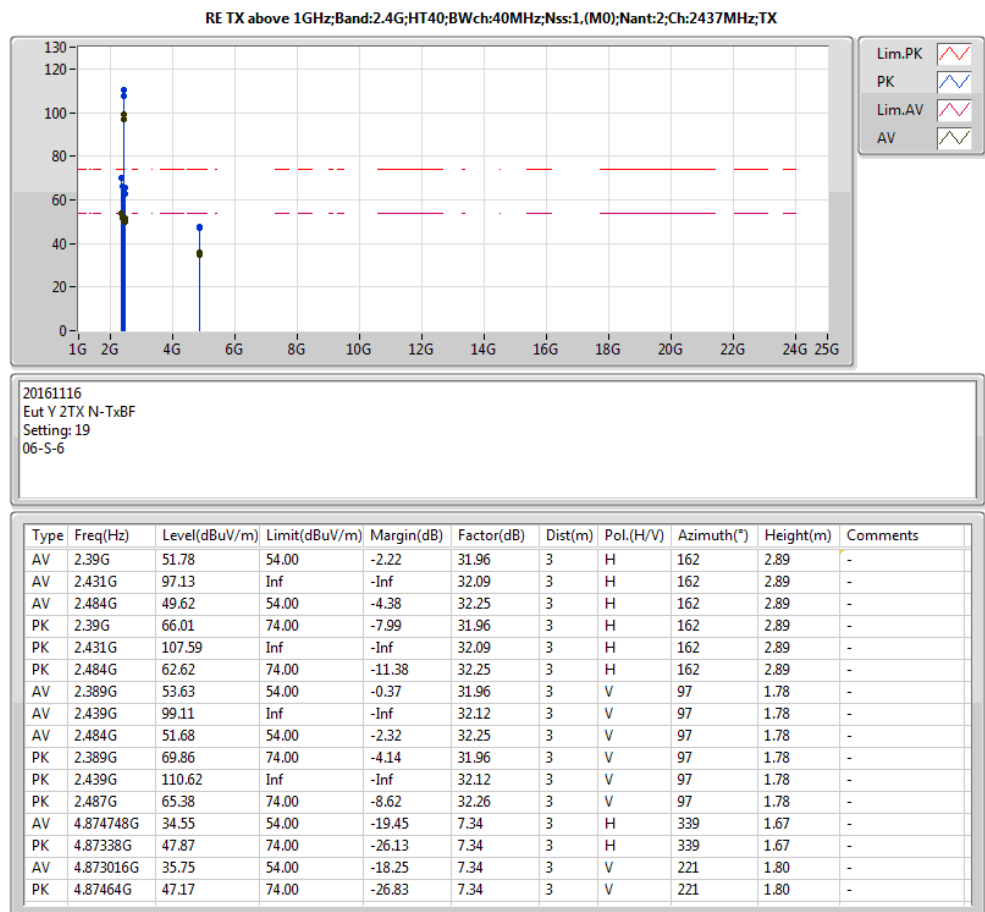 RE TX above 1GHz;Band:2.4G;HT40;BWch:40MHz;Nss:1,(M0);Nant:2;Ch:2437MHz;TX
130
120
100
80
60
40
20
0
1G 2G 4G 6G 8G 10G 12G 14G 16G 18G 20G 22G 24G 25G
Lim.PK
PK
Lim.AV
AV
20161116
Eut Y 2TX N-TxBF
Setting: 19
06-S-6
Type Freq(Hz) Level(dBuV/m) Limit(dBuV/m) Margin(dB) Factor(dB) Dist(m) Pol.(H/V) Azimuth(°) Height(m) Comments
AV 2.39G 51.78 54.00 -2.22 31.96 3 H 162 2.89 -
AV 2.431G 97.13 Inf -Inf 32.09 3 H 162 2.89 -
AV 2.484G 49.62 54.00 -4.38 32.25 3 H 162 2.89 -
PK 2.39G 66.01 74.00 -7.99 31.96 3 H 162 2.89 -
PK 2.431G 107.59 Inf -Inf 32.09 3 H 162 2.89 -
PK 2.484G 62.62 74.00 -11.38 32.25 3 H 162 2.89 -
AV 2.389G 53.63 54.00 -0.37 31.96 3 V 97 1.78 -
AV 2.439G 99.11 Inf -Inf 32.12 3 V 97 1.78 -
AV 2.484G 51.68 54.00 -2.32 32.25 3 V 97 1.78 -
PK 2.389G 69.86 74.00 -4.14 31.96 3 V 97 1.78 -
PK 2.439G 110.62 Inf -Inf 32.12 3 V 97 1.78 -
PK 2.487G 65.38 74.00 -8.62 32.26 3 V 97 1.78 -
AV 4.874748G 34.55 54.00 -19.45 7.34 3 H 339 1.67 -
PK 4.87338G 47.87 74.00 -26.13 7.34 3 H 339 1.67 -
AV 4.873016G 35.75 54.00 -18.25 7.34 3 V 221 1.80 -
PK 4.87464G 47.17 74.00 -26.83 7.34 3 V 221 1.80 -